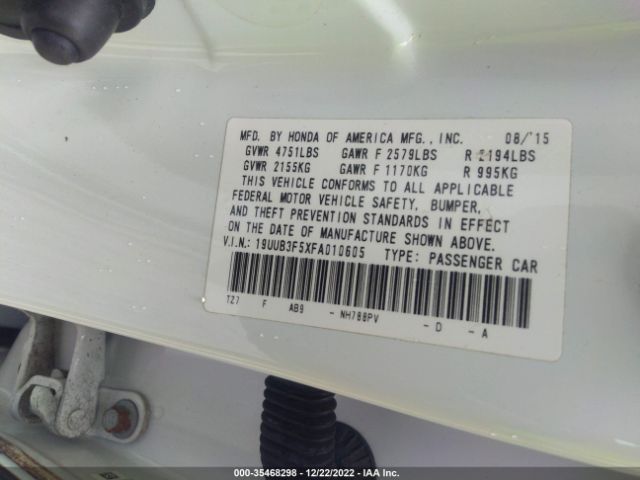 MFD. BY HONDA OF AMERICA MFG., INC. 08/'15
GVWR 4751LBS GAWR F 2579LBS R 2194LBS
GVWR 2155KG GAWR F 1170KG R 995KG
THIS VEHICLE CONFORMS TO ALL APPLICABLE
FEDERAL MOTOR VEHICLE SAFETY, BUMPER,
AND THEFT PREVENTION STANDARDS IN EFFECT
ON THE DATE OF MANUFACTURE SHOWN ABOVE.
V.I.N.: 19UUB3F5XFA010605 TYPE: PASSENGER CAR
TZ7 F AB9 - NH788PV - D - A
000-35468298 - 12/22/2022 - IAA Inc.